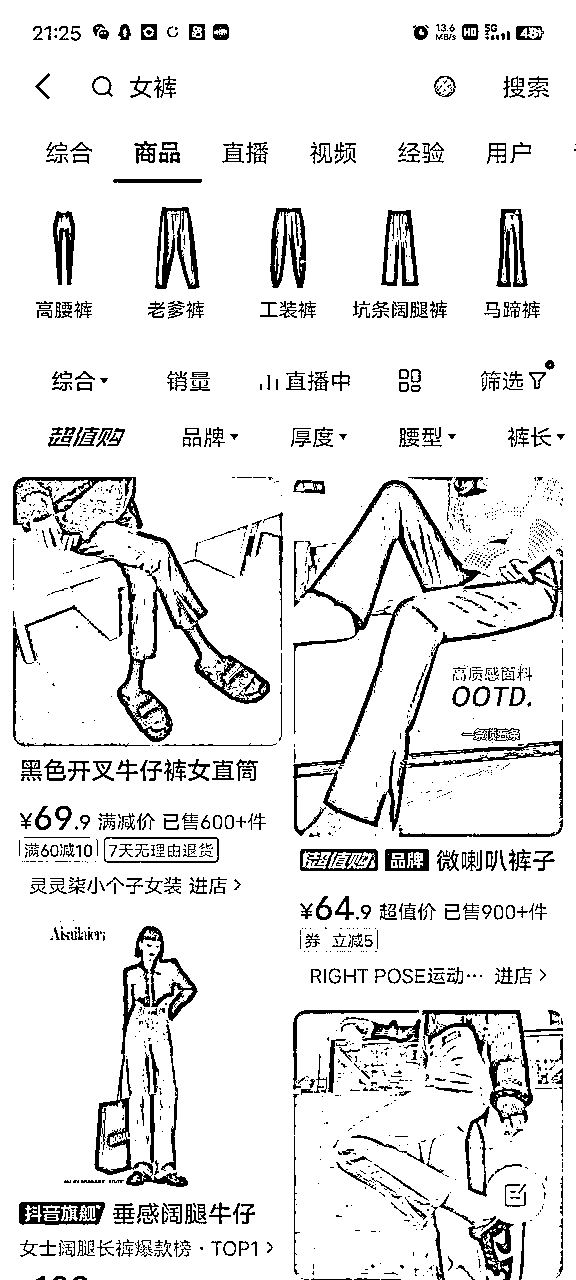 21:25
13.6 MB/s HD 5G 48
女裤 搜索
综合 商品 直播 视频 经验 用户
高腰裤 老爹裤 工装裤 坑条阔腿裤 马蹄裤
综合 销量 直播中 筛选
超值购 品牌 厚度 腰型 裤长
高质感面料
OOTD.
黑色开叉牛仔裤女直筒
¥69.9 满减价 已售600+件
满60减10 7天无理由退货
灵灵柒小个子女装 进店
超值购 品牌 微喇叭裤子
¥64.9 超值价 已售900+件
券 立减5
RIGHT POSE运动… 进店
抖音旗舰 垂感阔腿牛仔
女士阔腿长裤爆款榜·TOP1